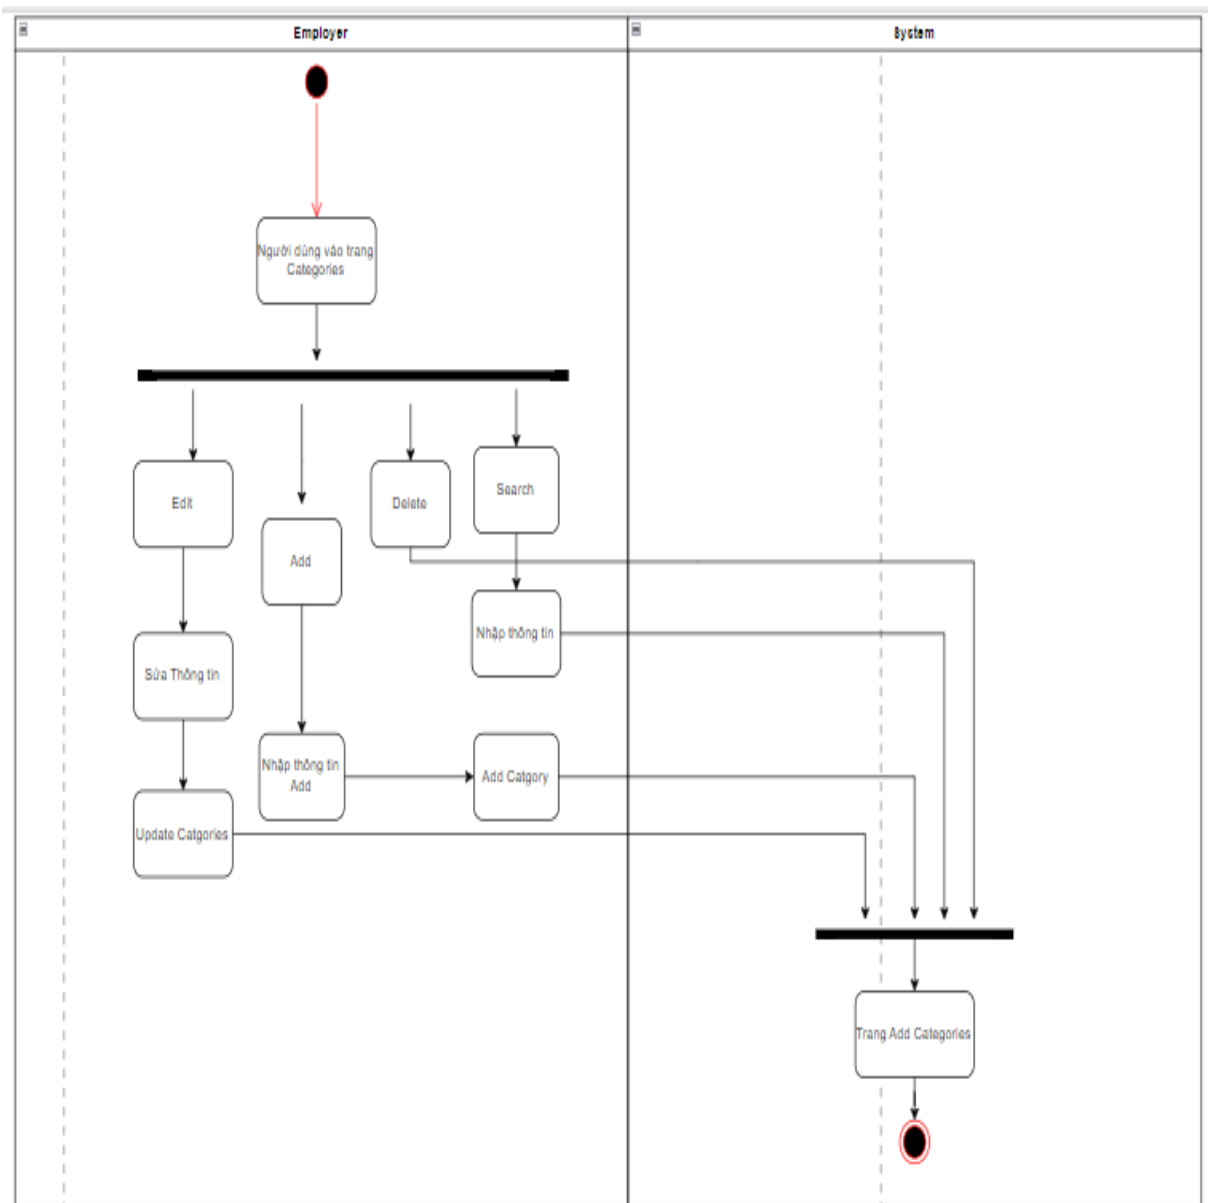 Employer
System
Người dùng vào trang
Categories
Edit
Add
Delete
Search
Nhập thông tin
Sửa Thông tin
Nhập thông tin
Add
Add Catgory
Update Catgories
Trang Add Categories